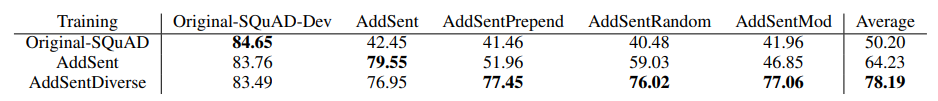 Training Original-SQuAD-Dev AddSent AddSentPrepend AddSentRandom AddSentMod Average
Original-SQuAD 84.65 42.45 41.46 40.48 41.96 50.20
AddSent 83.76 79.55 51.96 59.03 46.85 64.23
AddSentDiverse 83.49 76.95 77.45 76.02 77.06 78.19